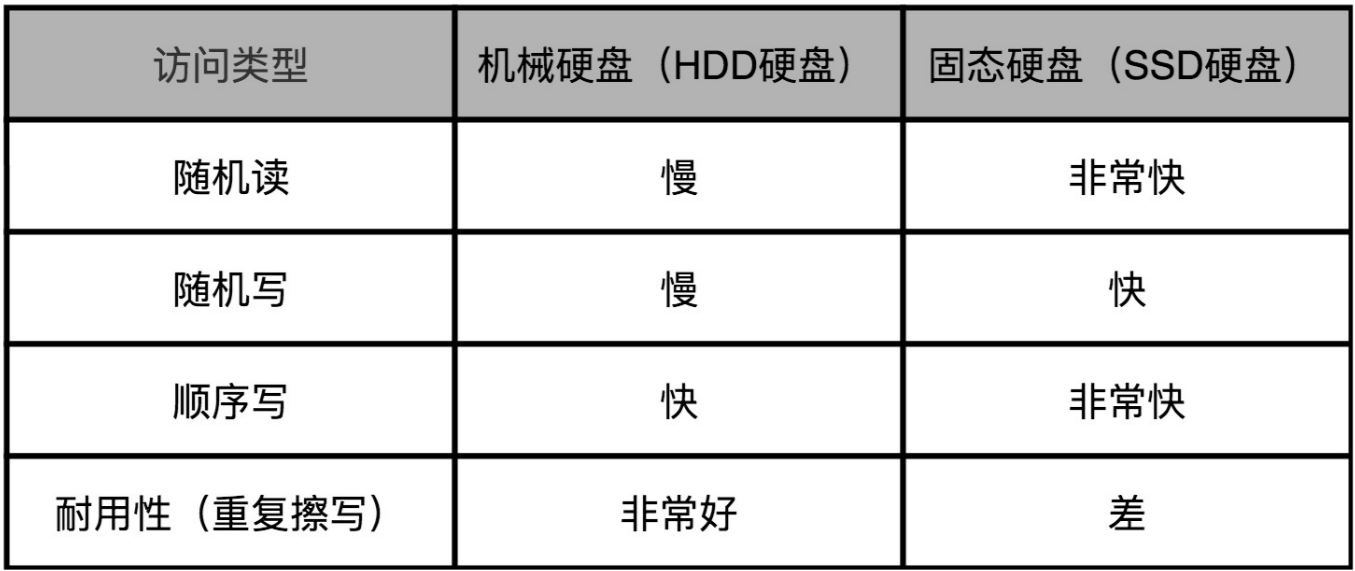 访问类型 机械硬盘（HDD硬盘） 固态硬盘（SSD硬盘）
随机读 慢 非常快
随机写 慢 快
顺序写 快 非常快
耐用性（重复擦写） 非常好 差